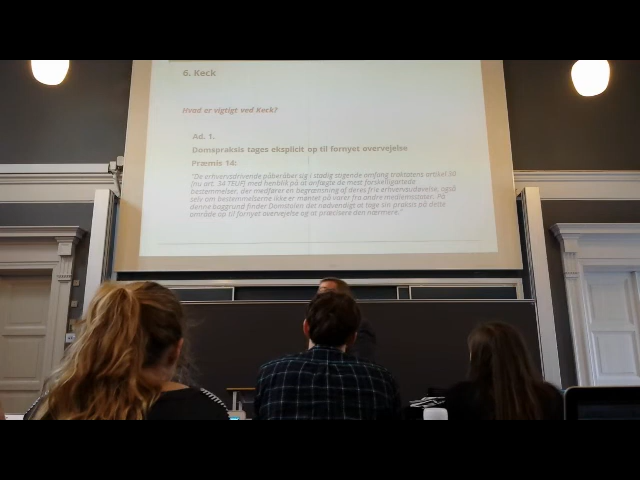 6. Keck
Hvad er vigtigt ved Keck?
Ad. 1.
Domspraksis tages eksplicit op til fornyet overvejelse
Præmis 14:
"De erhvervsdrivende påberåber sig i stadig stigende omfang traktatens artikel 30
[nu art. 34 TEUF] med henblik på at anfægte de mest forskelligartede
bestemmelser, der medfører en begrænsning af deres frie erhvervsudøvelse, også
selv om bestemmelserne ikke er møntet på varer fra andre medlemsstater. På
denne baggrund finder Domstolen det nødvendigt at tage sin praksis på dette
område op til fornyet overvejelse og at præcisere den nærmere."